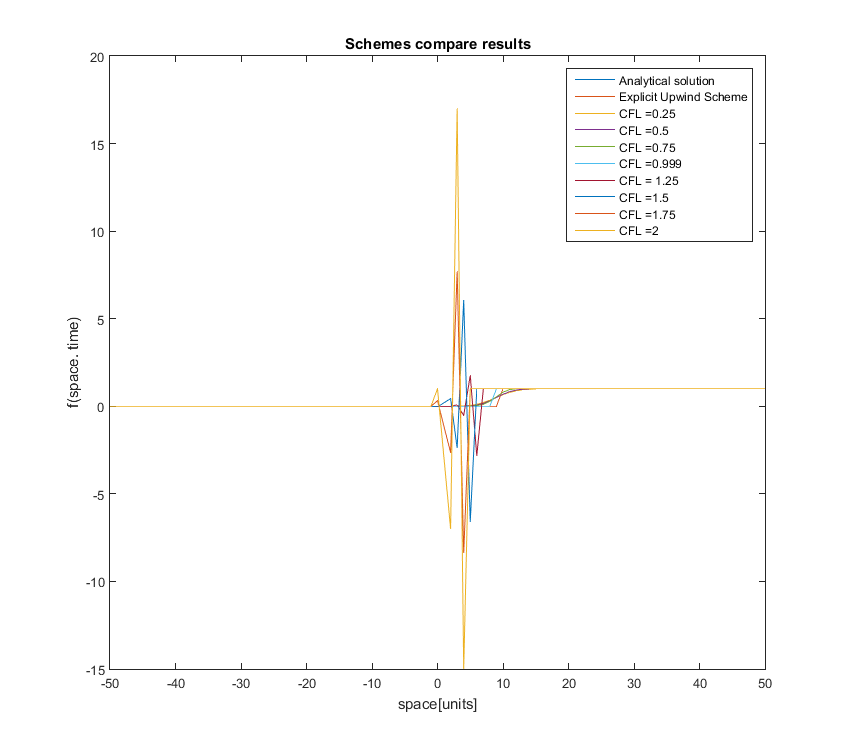 Schemes compare results
20
15
10
5
0
-5
-10
-15
-50
-40
-30
-20
-10
0
10
20
30
40
50
space[units]
f(space. time)
Analytical solution
Explicit Upwind Scheme
CFL =0.25
CFL =0.5
CFL =0.75
CFL =0.999
CFL = 1.25
CFL =1.5
CFL =1.75
CFL =2